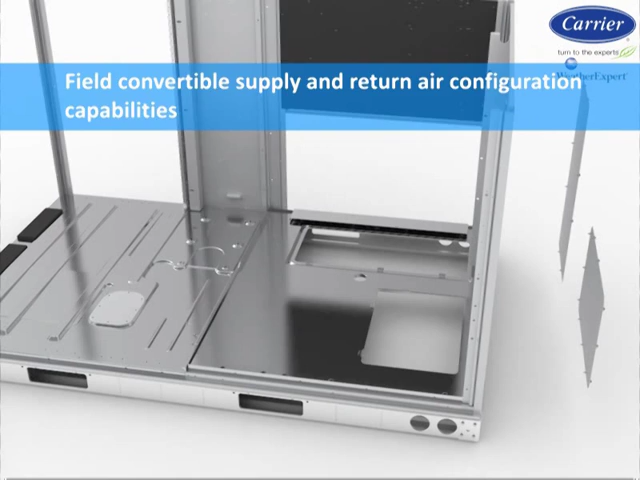 Carrier
turn to the experts
WeatherExpert
Field convertible supply and return air configuration
capabilities